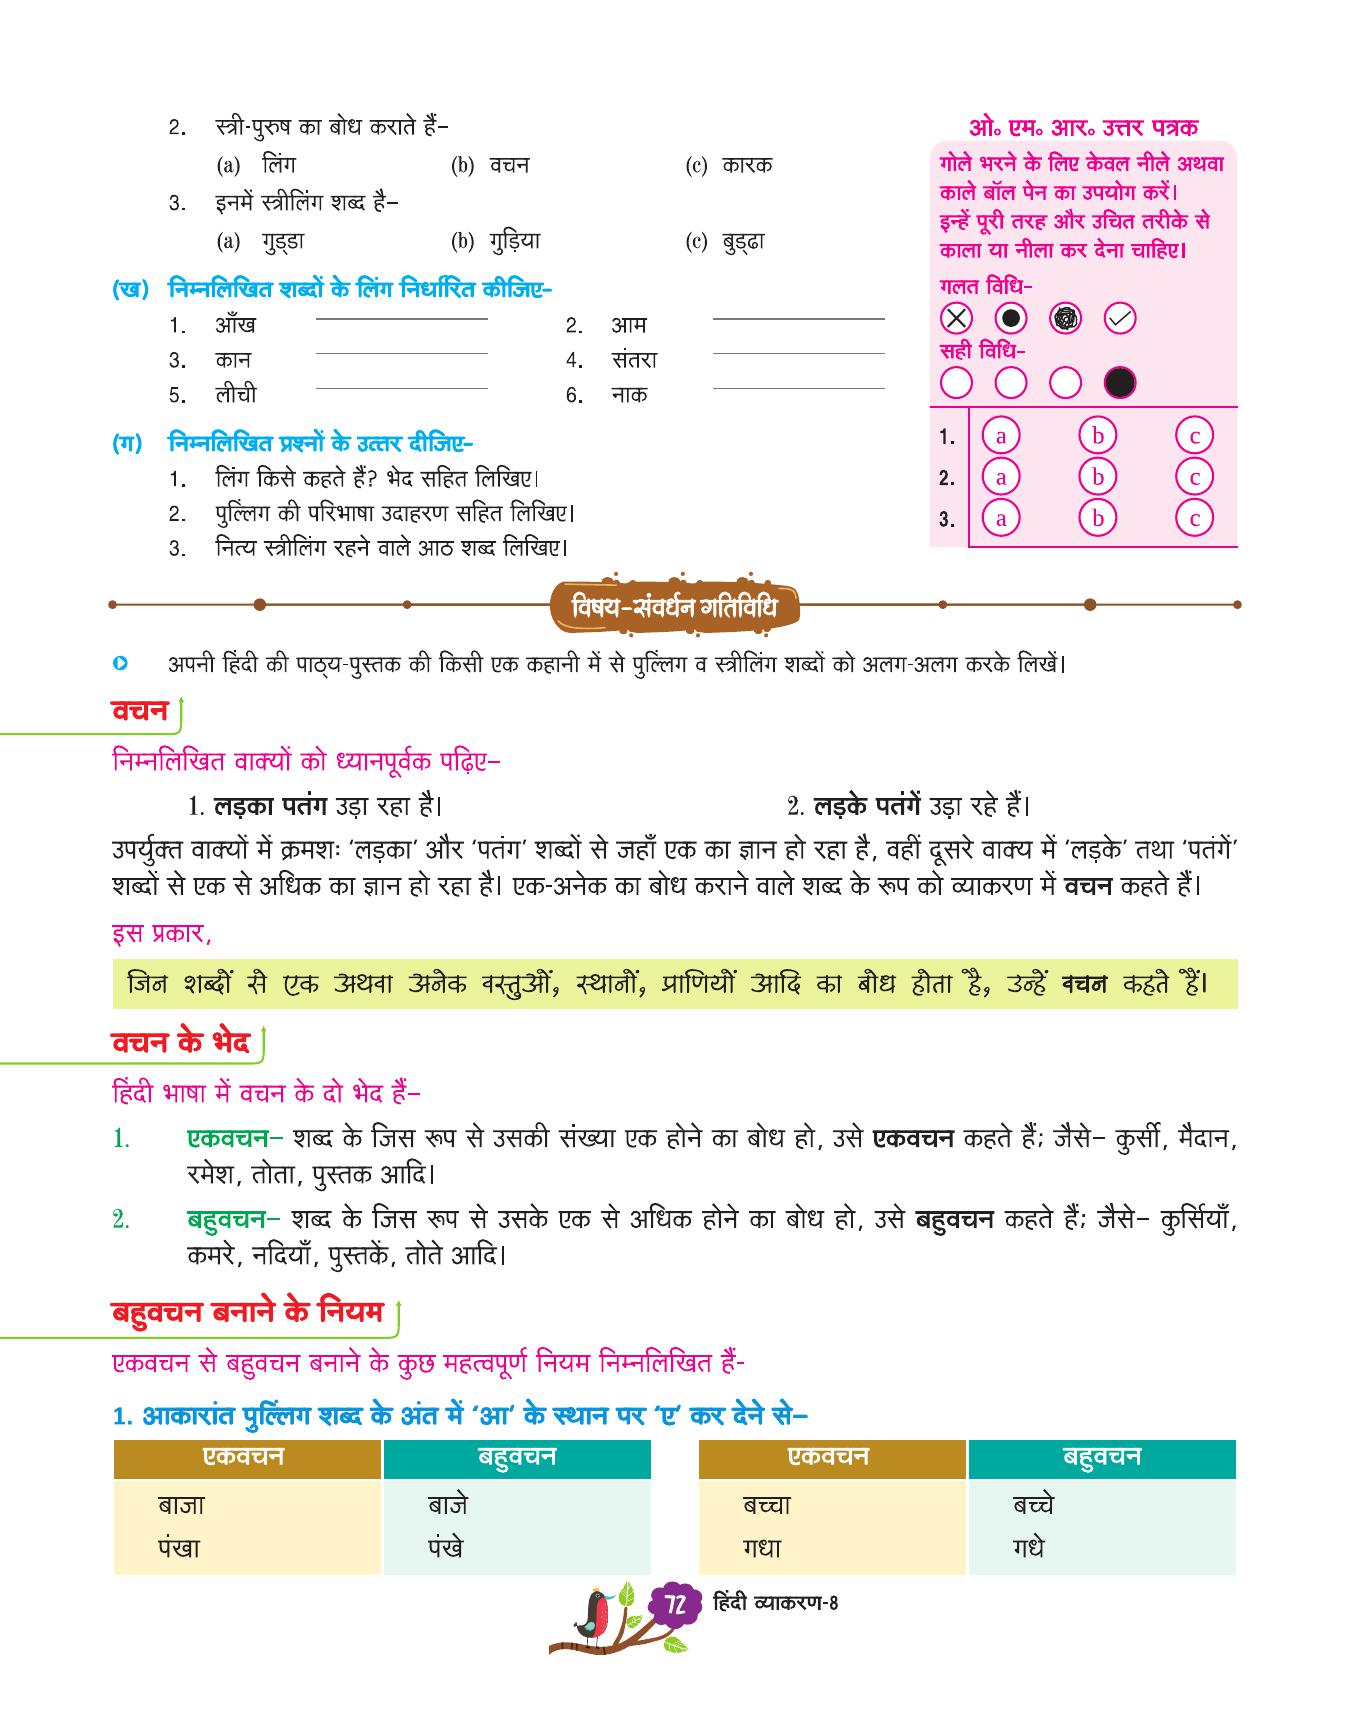 2. स्त्री-पुरुष का बोध कराते हैं–
(a) लिंग (b) वचन (c) कारक
3. इनमें स्त्रीलिंग शब्द है–
(a) गुड्डा (b) गुड़िया (c) बुड्ढा
(ख) निम्नलिखित शब्दों के लिंग निर्धारित कीजिए–
1. आँख 2. आम
3. कान 4. संतरा
5. लीची 6. नाक
(ग) निम्नलिखित प्रश्नों के उत्तर दीजिए–
1. लिंग किसे कहते हैं? भेद सहित लिखिए।
2. पुल्लिंग की परिभाषा उदाहरण सहित लिखिए।
3. नित्य स्त्रीलिंग रहने वाले आठ शब्द लिखिए।
ओ॰ एम॰ आर॰ उत्तर पत्रक
गोले भरने के लिए केवल नीले अथवा
काले बॉल पेन का उपयोग करें।
इन्हें पूरी तरह और उचित तरीके से
काला या नीला कर देना चाहिए।
गलत विधि–
सही विधि–
1. a b c
2. a b c
3. a b c
विषय-संवर्धन गतिविधि
अपनी हिंदी की पाठ्य-पुस्तक की किसी एक कहानी में से पुल्लिंग व स्त्रीलिंग शब्दों को अलग-अलग करके लिखें।
वचन
निम्नलिखित वाक्यों को ध्यानपूर्वक पढ़िए–
1. लड़का पतंग उड़ा रहा है। 2. लड़के पतंगें उड़ा रहे हैं।
उपर्युक्त वाक्यों में क्रमशः ‘लड़का’ और ‘पतंग’ शब्दों से जहाँ एक का ज्ञान हो रहा है, वहीं दूसरे वाक्य में ‘लड़के’ तथा ‘पतंगें’
शब्दों से एक से अधिक का ज्ञान हो रहा है। एक-अनेक का बोध कराने वाले शब्द के रूप को व्याकरण में वचन कहते हैं।
इस प्रकार,
जिन शब्दों से एक अथवा अनेक वस्तुओं, स्थानों, प्राणियों आदि का बोध होता है, उन्हें वचन कहते हैं।
वचन के भेद
हिंदी भाषा में वचन के दो भेद हैं–
1. एकवचन– शब्द के जिस रूप से उसकी संख्या एक होने का बोध हो, उसे एकवचन कहते हैं; जैसे– कुर्सी, मैदान,
रमेश, तोता, पुस्तक आदि।
2. बहुवचन– शब्द के जिस रूप से उसके एक से अधिक होने का बोध हो, उसे बहुवचन कहते हैं; जैसे– कुर्सियाँ,
कमरे, नदियाँ, पुस्तकें, तोते आदि।
बहुवचन बनाने के नियम
एकवचन से बहुवचन बनाने के कुछ महत्वपूर्ण नियम निम्नलिखित हैं-
1. आकारांत पुल्लिंग शब्द के अंत में ‘आ’ के स्थान पर ‘ए’ कर देने से–
एकवचन बहुवचन एकवचन बहुवचन
बाजा बाजे बच्चा बच्चे
पंखा पंखे गधा गधे
72 हिंदी व्याकरण-8